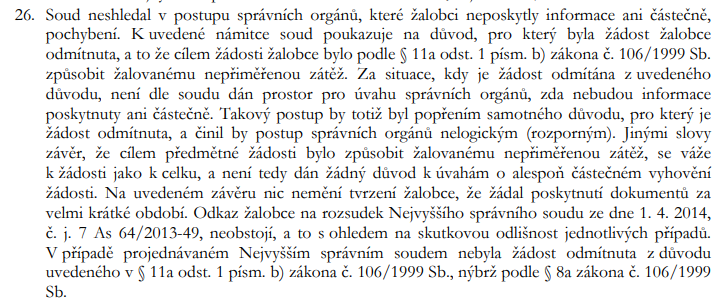 26. Soud neshledal v postupu správních orgánů, které žalobci neposkytly informace ani částečně,
pochybení. K uvedené námitce soud poukazuje na důvod, pro který byla žádost žalobce
odmítnuta, a to že cílem žádosti žalobce bylo podle § 11a odst. 1 písm. b) zákona č. 106/1999 Sb.
způsobit žalovanému nepřiměřenou zátěž. Za situace, kdy je žádost odmítána z uvedeného
důvodu, není dle soudu dán prostor pro úvahu správních orgánů, zda nebudou informace
poskytnuty ani částečně. Takový postup by totiž byl popřením samotného důvodu, pro který je
žádost odmítnuta, a činil by postup správních orgánů nelogický (rozporným). Jinými slovy
závěr, že cílem předmětné žádosti bylo způsobit žalovanému nepřiměřenou zátěž, se váže
k žádosti jako k celku, a není tedy dán žádný důvod k úvahám o alespoň částečném vyhovění
žádosti. Na uvedeném závěru nic nemění tvrzení žalobce, že žádal poskytnutí dokumentů za
velmi krátké období. Odkaz žalobce na rozsudek Nejvyššího správního soudu ze dne 1. 4. 2014,
č. j. 7 As 64/2013-49, neobstojí, a to s ohledem na skutkovou odlišnost jednotlivých případů.
V případě projednávaném Nejvyšším správním soudem nebyla žádost odmítnuta z důvodu
uvedeného v § 11a odst. 1 písm. b) zákona č. 106/1999 Sb., nýbrž podle § 8a zákona č. 106/1999
Sb.